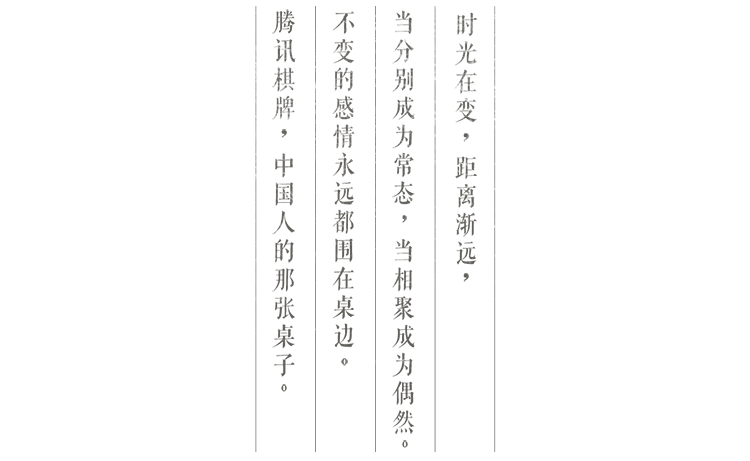 时光在变，距离渐远，
当分别成为常态，当相聚成为偶然。
不变的感情永远都围在桌边。
腾讯棋牌，中国人的那张桌子。